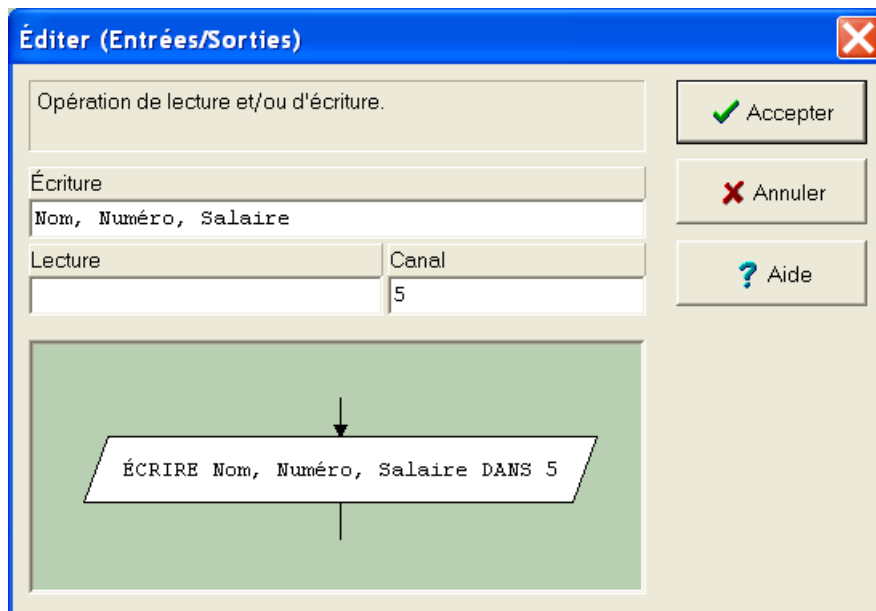 Éditer (Entrées/Sorties)
Opération de lecture et/ou d'écriture.
Accepter
Écriture
Nom, Numéro, Salaire
Annuler
Lecture
Canal
5
Aide
ÉCRIRE Nom, Numéro, Salaire DANS 5